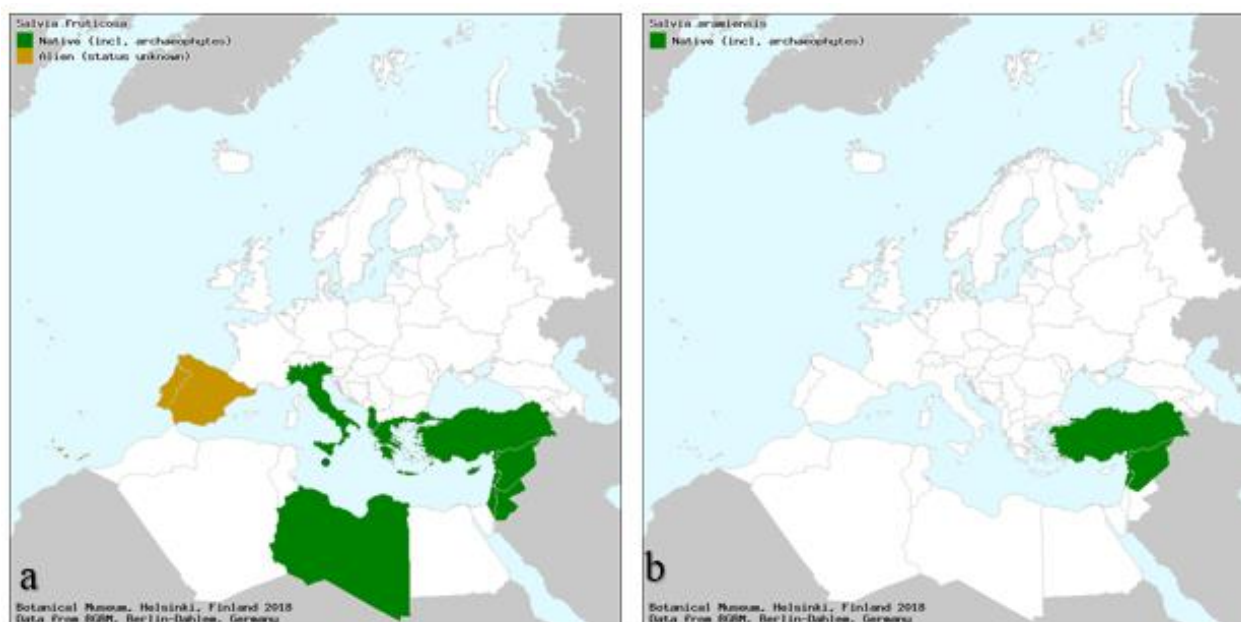 Salvia fruticosa
Native (incl. archaeophytes)
Alien (status unknown)
a
Botanical Museum, Helsinki, Finland 2018
Data from BGBM, Berlin-Dahlem, Germany
Salvia aramiensis
Native (incl. archaeophytes)
b
Botanical Museum, Helsinki, Finland 2018
Data from BGBM, Berlin-Dahlem, Germany